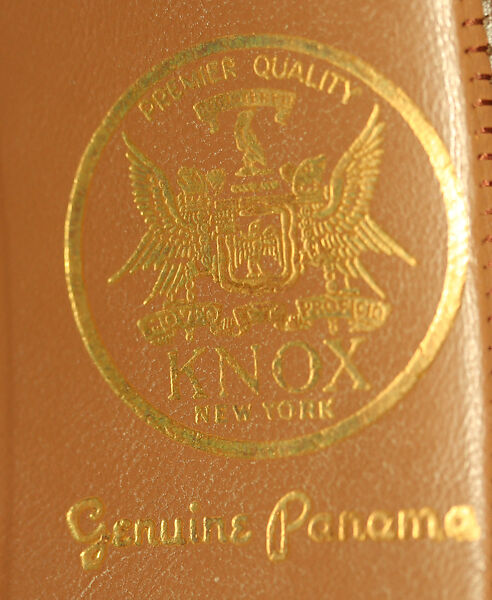 PREMIER QUALITY
KNOX
NEW YORK
Genuine Panama